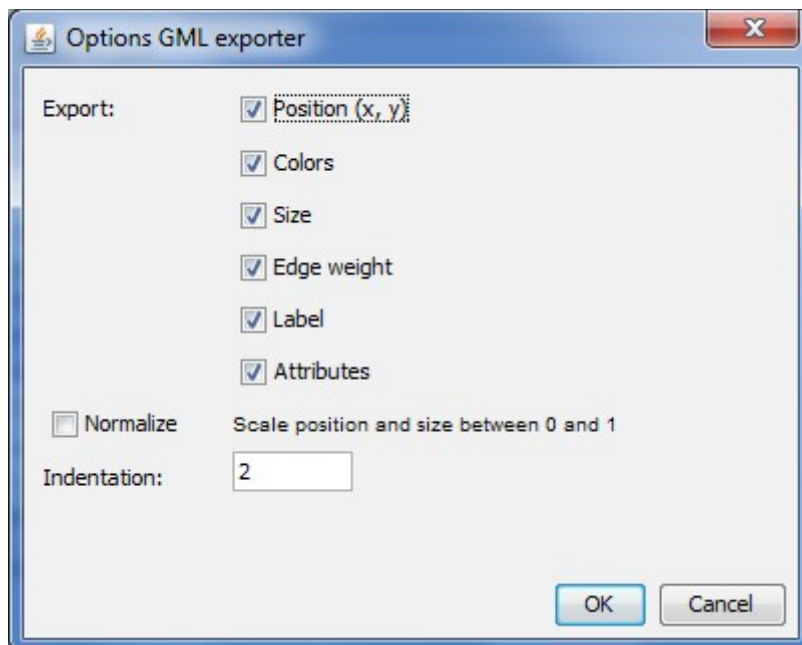 Options GML exporter
Export: Position (x, y)
Colors
Size
Edge weight
Label
Attributes
Normalize Scale position and size between 0 and 1
Indentation: 2
OK Cancel